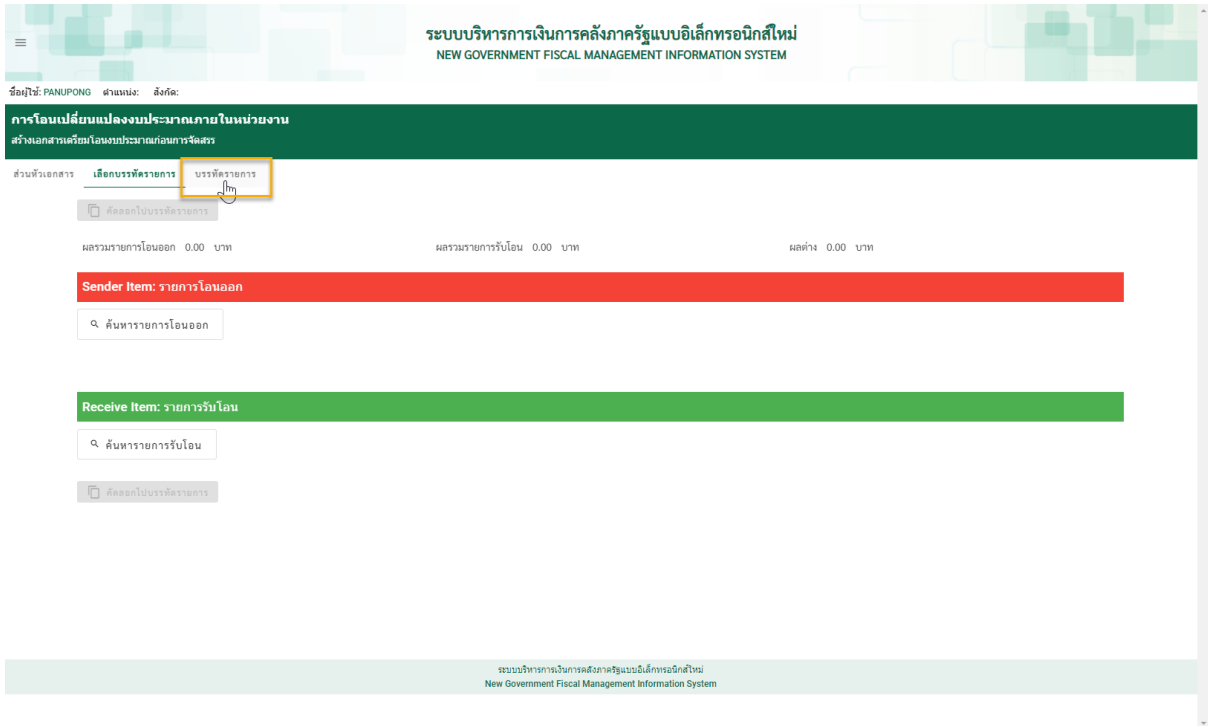 ระบบบริหารการเงินการคลังภาครัฐแบบอิเล็กทรอนิกส์ใหม่
NEW GOVERNMENT FISCAL MANAGEMENT INFORMATION SYSTEM
ชื่อผู้ใช้: PANUPONG ตำแหน่ง: สังกัด:
การโอนเปลี่ยนแปลงงบประมาณภายในหน่วยงาน
สร้างเอกสารเตรียมโอนงบประมาณก่อนการจัดสรร
ส่วนหัวเอกสาร เลือกบรรทัดรายการ บรรทัดรายการ
คัดลอกไปบรรทัดรายการ
ผลรวมรายการโอนออก 0.00 บาท ผลรวมรายการรับโอน 0.00 บาท ผลต่าง 0.00 บาท
Sender Item: รายการโอนออก
ค้นหารายการโอนออก
Receive Item: รายการรับโอน
ค้นหารายการรับโอน
คัดลอกไปบรรทัดรายการ
ระบบบริหารการเงินการคลังภาครัฐแบบอิเล็กทรอนิกส์ใหม่
New Government Fiscal Management Information System